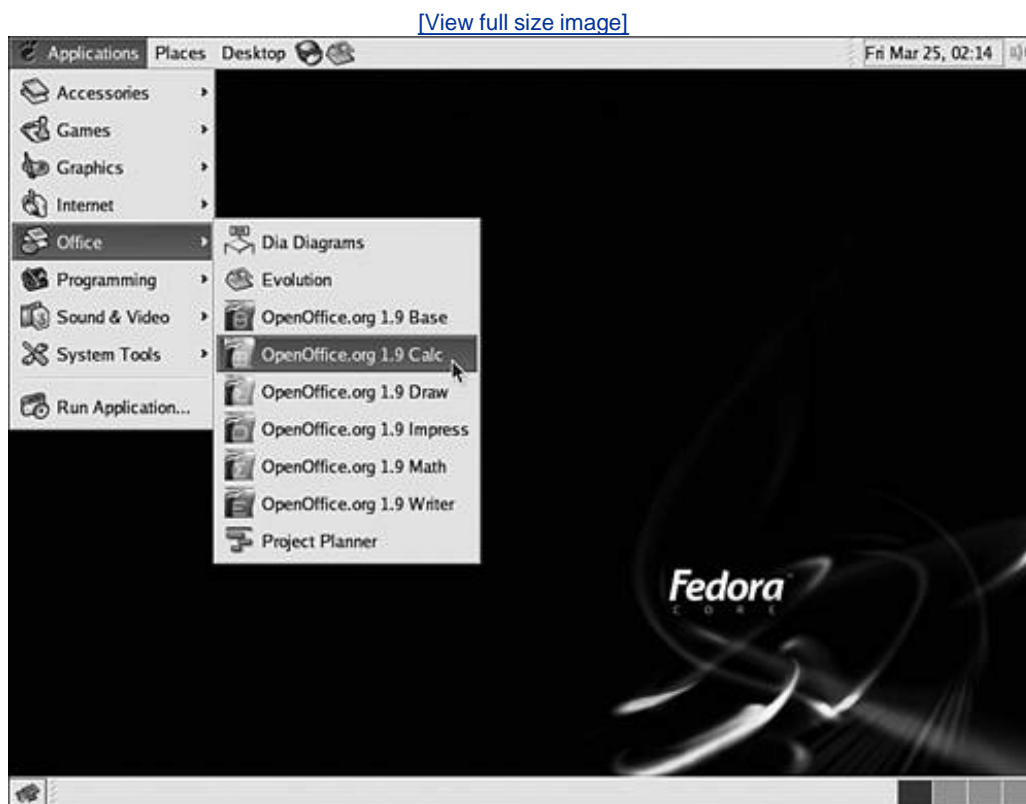 [View full size image]
Applications Places Desktop Fri Mar 25, 02:14
Accessories
Games
Graphics
Internet
Office
Programming
Sound & Video
System Tools
Run Application...
Dia Diagrams
Evolution
OpenOffice.org 1.9 Base
OpenOffice.org 1.9 Calc
OpenOffice.org 1.9 Draw
OpenOffice.org 1.9 Impress
OpenOffice.org 1.9 Math
OpenOffice.org 1.9 Writer
Project Planner
Fedora™
CORE